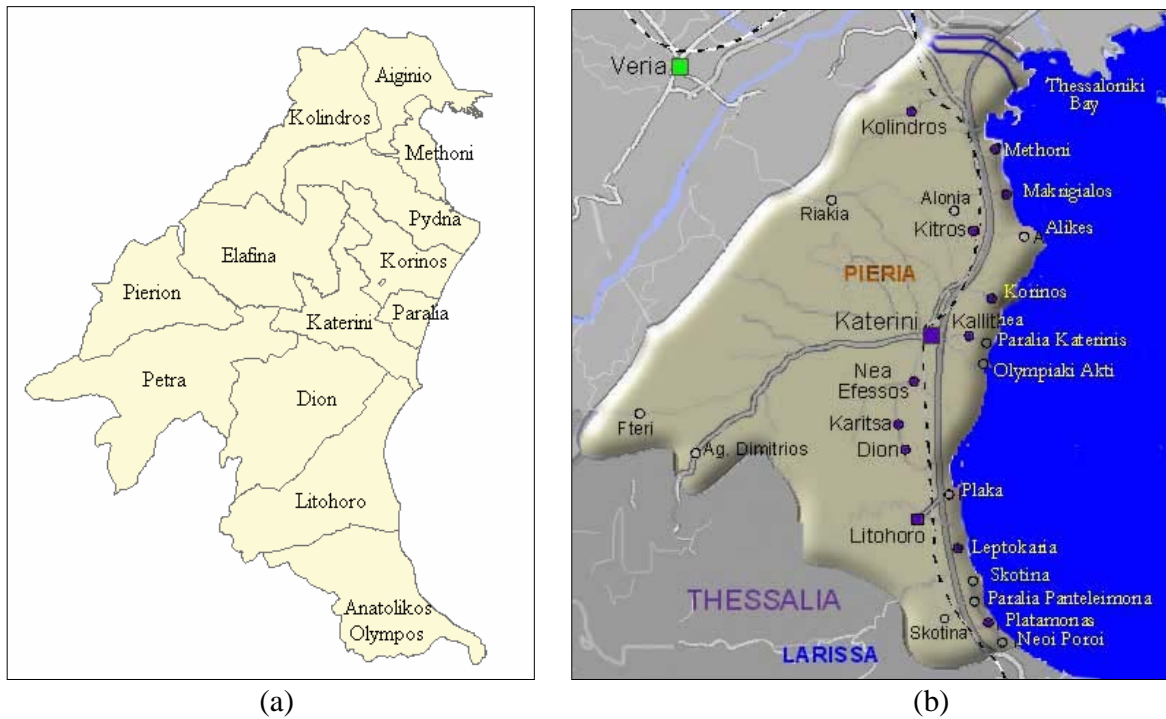 Aiginio
Kolindros
Methoni
Pydna
Elafina
Korinos
Pierion
Katerini
Paralia
Petra
Dion
Litohoro
Anatolikos
Olympos
(a)
Veria
Thessaloniki
Bay
Kolindros
Methoni
Makrigialos
Riakia
Alonia
Kitros
A
Alikes
PIERIA
Korinos
Katerini
Kallithea
Paralia Katerinis
Olympiaki Akti
Nea
Efessos
Fteri
Karitsa
Ag. Dimitrios
Dion
Plaka
Litohoro
Leptokaria
Skotina
THESSALIA
Paralia Panteleimona
Platamonas
Skotina
Neoi Poroi
LARISSA
(b)